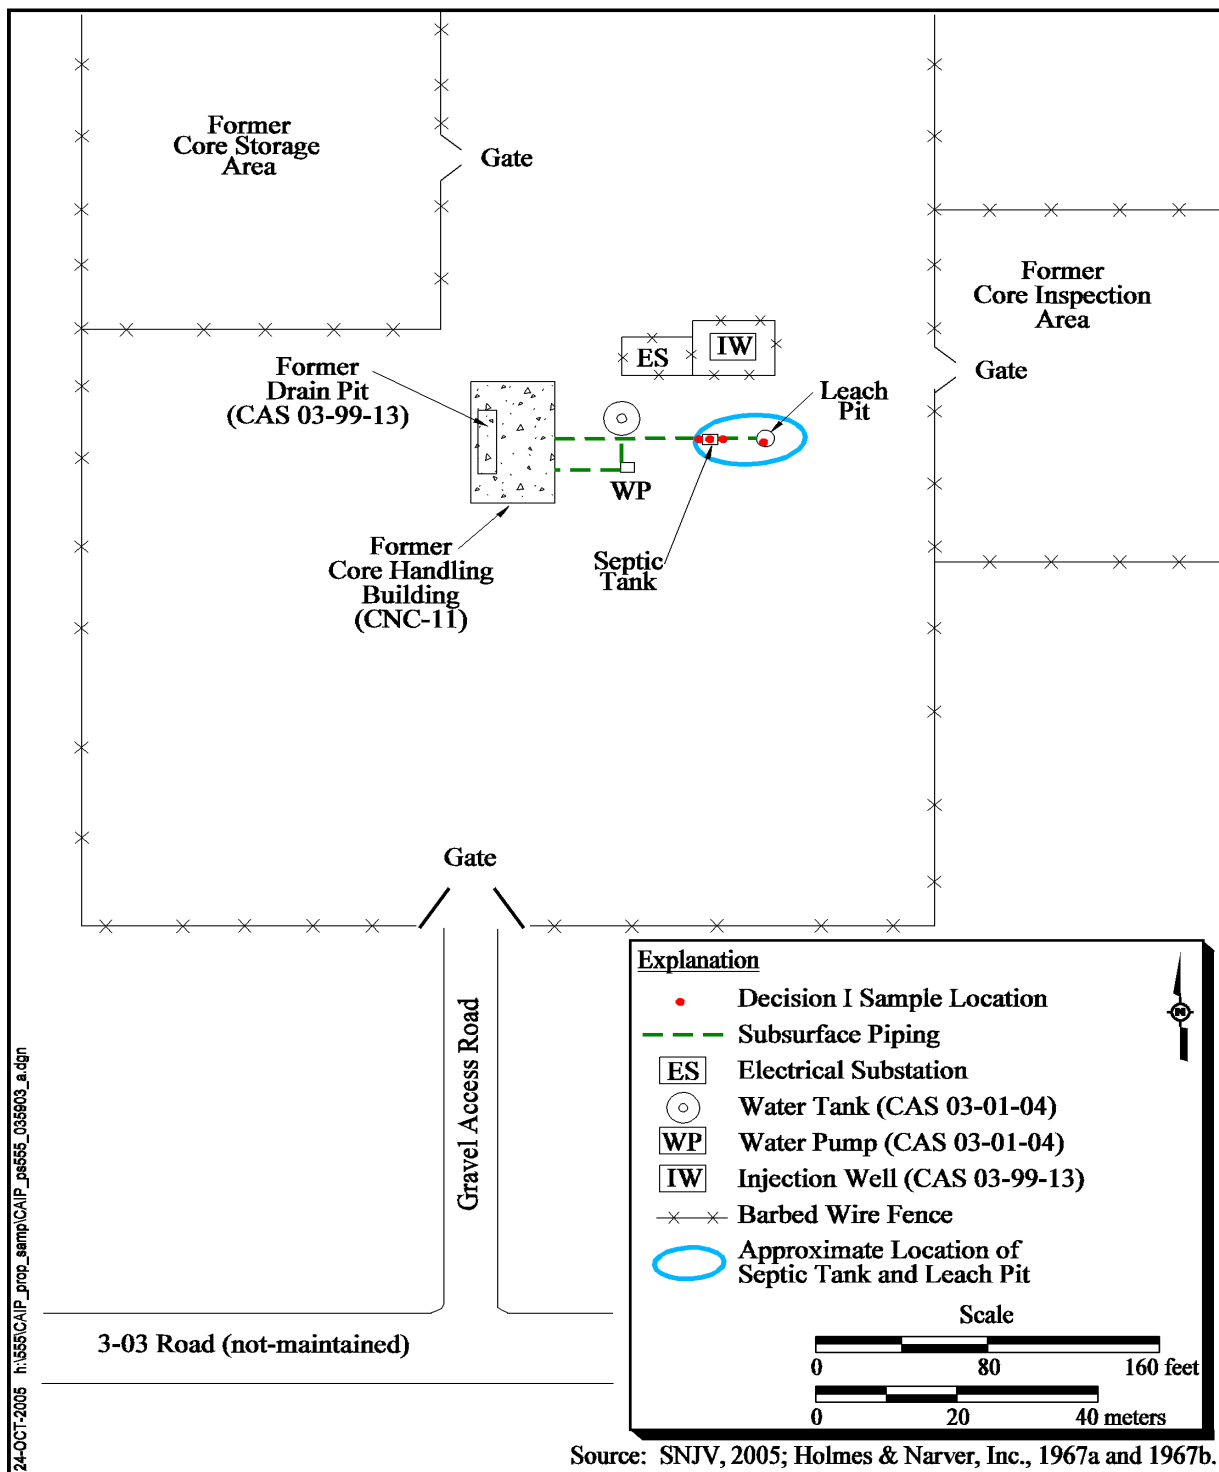 Former
Core Storage
Area
Gate
Former
Core Inspection
Area
Gate
ES
IW
Former
Drain Pit
(CAS 03-99-13)
Leach
Pit
WP
Septic
Tank
Former
Core Handling
Building
(CNC-11)
Gate
Gravel Access Road
3-03 Road (not-maintained)
Explanation
Decision I Sample Location
Subsurface Piping
ES Electrical Substation
Water Tank (CAS 03-01-04)
WP Water Pump (CAS 03-01-04)
IW Injection Well (CAS 03-99-13)
Barbed Wire Fence
Approximate Location of
Septic Tank and Leach Pit
N
Scale
0 80 160 feet
0 20 40 meters
Source: SNJV, 2005; Holmes & Narver, Inc., 1967a and 1967b.
24-OCT-2005 h:\555\CAIP_prop_samp\CAIP_ps555_035903_a.dgn